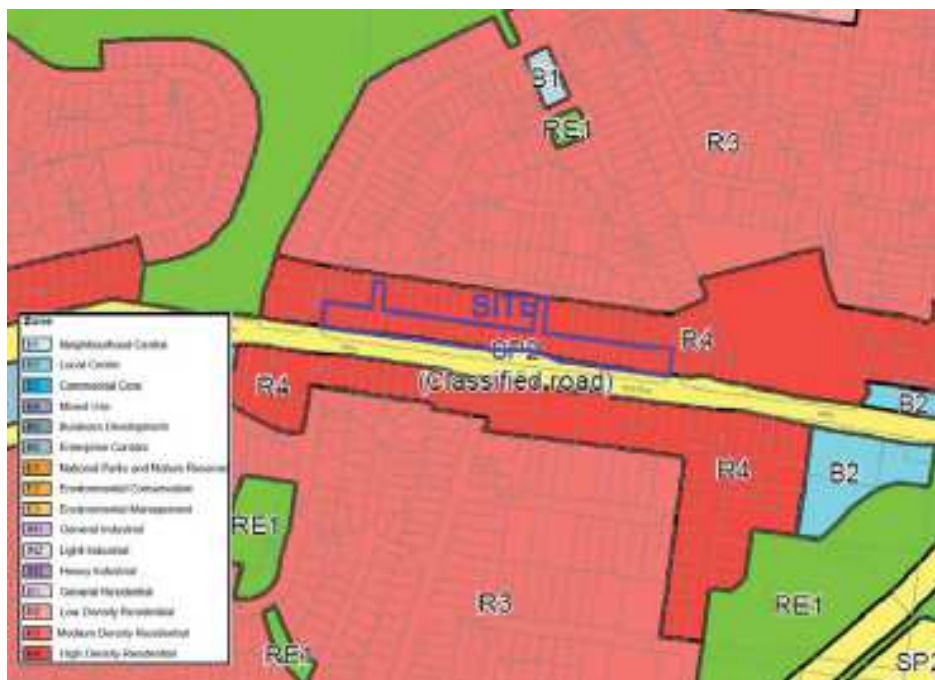 B1
RE1
R3
SITE
SP2
R4
(Classified road)
R4
B2
R4
B2
RE1
R3
RE1
RE1
SP2
Zone
Neighbourhood Centre
Local Centre
Commercial Core
Mixed Use
Business Development
Enterprise Corridor
National Parks and Nature Reserve
Environmental Conservation
Environmental Management
General Industrial
Light Industrial
Heavy Industrial
General Residential
Low Density Residential
Medium Density Residential
High Density Residential